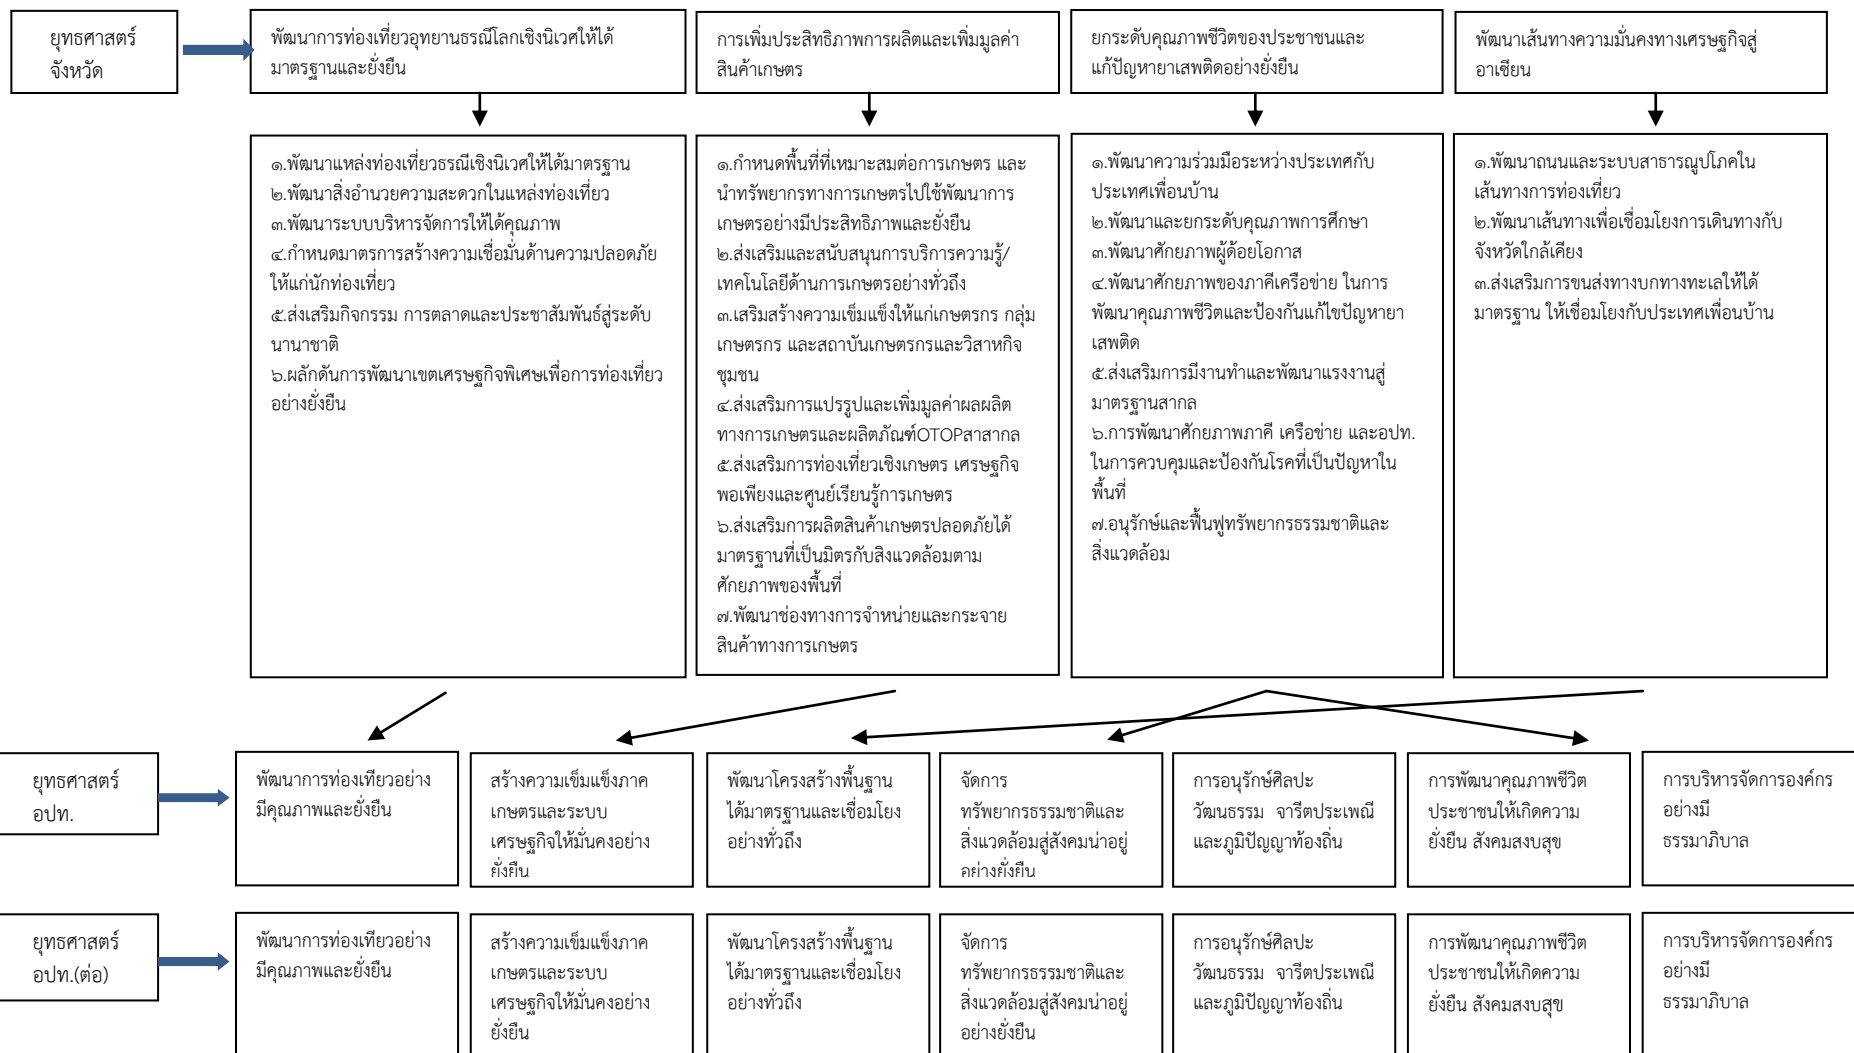 ยุทธศาสตร์
จังหวัด
พัฒนาการท่องเที่ยวอุทยานธรณีโลกเชิงนิเวศให้ได้
มาตรฐานและยั่งยืน
การเพิ่มประสิทธิภาพการผลิตและเพิ่มมูลค่า
สินค้าเกษตร
ยกระดับคุณภาพชีวิตของประชาชนและ
แก้ปัญหายาเสพติดอย่างยั่งยืน
พัฒนาเส้นทางความมั่นคงทางเศรษฐกิจสู่
อาเซียน
๑.พัฒนาแหล่งท่องเที่ยวธรณีเชิงนิเวศให้ได้มาตรฐาน
๒.พัฒนาสิ่งอำนวยความสะดวกในแหล่งท่องเที่ยว
๓.พัฒนาระบบบริหารจัดการให้ได้คุณภาพ
๔.กำหนดมาตรการสร้างความเชื่อมั่นด้านความปลอดภัย
ให้แก่นักท่องเที่ยว
๕.ส่งเสริมกิจกรรม การตลาดและประชาสัมพันธ์สู่ระดับ
นานาชาติ
๖.ผลักดันการพัฒนาเขตเศรษฐกิจพิเศษเพื่อการท่องเที่ยว
อย่างยั่งยืน
๑.กำหนดพื้นที่ที่เหมาะสมต่อการเกษตร และ
นำทรัพยากรทางการเกษตรไปใช้พัฒนาการ
เกษตรอย่างมีประสิทธิภาพและยั่งยืน
๒.ส่งเสริมและสนับสนุนการบริการความรู้/
เทคโนโลยีด้านการเกษตรอย่างทั่วถึง
๓.เสริมสร้างความเข็มแข็งให้แก่เกษตรกร กลุ่ม
เกษตรกร และสถาบันเกษตรกรและวิสาหกิจ
ชุมชน
๔.ส่งเสริมการแปรรูปและเพิ่มมูลค่าผลผลิต
ทางการเกษตรและผลิตภัณฑ์OTOPสาสากล
๕.ส่งเสริมการท่องเที่ยวเชิงเกษตร เศรษฐกิจ
พอเพียงและศูนย์เรียนรู้การเกษตร
๖.ส่งเสริมการผลิตสินค้าเกษตรปลอดภัยได้
มาตรฐานที่เป็นมิตรกับสิงแวดล้อมตาม
ศักยภาพของพื้นที่
๗.พัฒนาช่องทางการจำหน่ายและกระจาย
สินค้าทางการเกษตร
๑.พัฒนาความร่วมมือระหว่างประเทศกับ
ประเทศเพื่อนบ้าน
๒.พัฒนาและยกระดับคุณภาพการศึกษา
๓.พัฒนาศักยภาพผู้ด้อยโอกาส
๔.พัฒนาศักยภาพของภาคีเครือข่าย ในการ
พัฒนาคุณภาพชีวิตและป้องกันแก้ไขปัญหายา
เสพติด
๕.ส่งเสริมการมีงานทำและพัฒนาแรงงานสู่
มาตรฐานสากล
๖.การพัฒนาศักยภาพภาคี เครือข่าย และอปท.
ในการควบคุมและป้องกันโรคที่เป็นปัญหาใน
พื้นที่
๗.อนุรักษ์และฟื้นฟูทรัพยากรธรรมชาติและ
สิ่งแวดล้อม
๑.พัฒนาถนนและระบบสาธารณูปโภคใน
เส้นทางการท่องเที่ยว
๒.พัฒนาเส้นทางเพื่อเชื่อมโยงการเดินทางกับ
จังหวัดใกล้เคียง
๓.ส่งเสริมการขนส่งทางบกทางทะเลให้ได้
มาตรฐาน ให้เชื่อมโยงกับประเทศเพื่อนบ้าน
ยุทธศาสตร์
อปท.
พัฒนาการท่องเทียวอย่าง
มีคุณภาพและยั่งยืน
สร้างความเข็มแข็งภาค
เกษตรและระบบ
เศรษฐกิจให้มั่นคงอย่าง
ยั่งยืน
พัฒนาโครงสร้างพื้นฐาน
ได้มาตรฐานและเชื่อมโยง
อย่างทั่วถึง
จัดการ
ทรัพยากรธรรมชาติและ
สิ่งแวดล้อมสู่สังคมน่าอยู่
อย่างยั่งยืน
การอนุรักษ์ศิลปะ
วัฒนธรรม จารีตประเพณี
และภูมิปัญญาท้องถิ่น
การพัฒนาคุณภาพชีวิต
ประชาชนให้เกิดความ
ยั่งยืน สังคมสงบสุข
การบริหารจัดการองค์กร
อย่างมี
ธรรมาภิบาล
ยุทธศาสตร์
อปท.(ต่อ)
พัฒนาการท่องเทียวอย่าง
มีคุณภาพและยั่งยืน
สร้างความเข็มแข็งภาค
เกษตรและระบบ
เศรษฐกิจให้มั่นคงอย่าง
ยั่งยืน
พัฒนาโครงสร้างพื้นฐาน
ได้มาตรฐานและเชื่อมโยง
อย่างทั่วถึง
จัดการ
ทรัพยากรธรรมชาติและ
สิ่งแวดล้อมสู่สังคมน่าอยู่
อย่างยั่งยืน
การอนุรักษ์ศิลปะ
วัฒนธรรม จารีตประเพณี
และภูมิปัญญาท้องถิ่น
การพัฒนาคุณภาพชีวิต
ประชาชนให้เกิดความ
ยั่งยืน สังคมสงบสุข
การบริหารจัดการองค์กร
อย่างมี
ธรรมาภิบาล